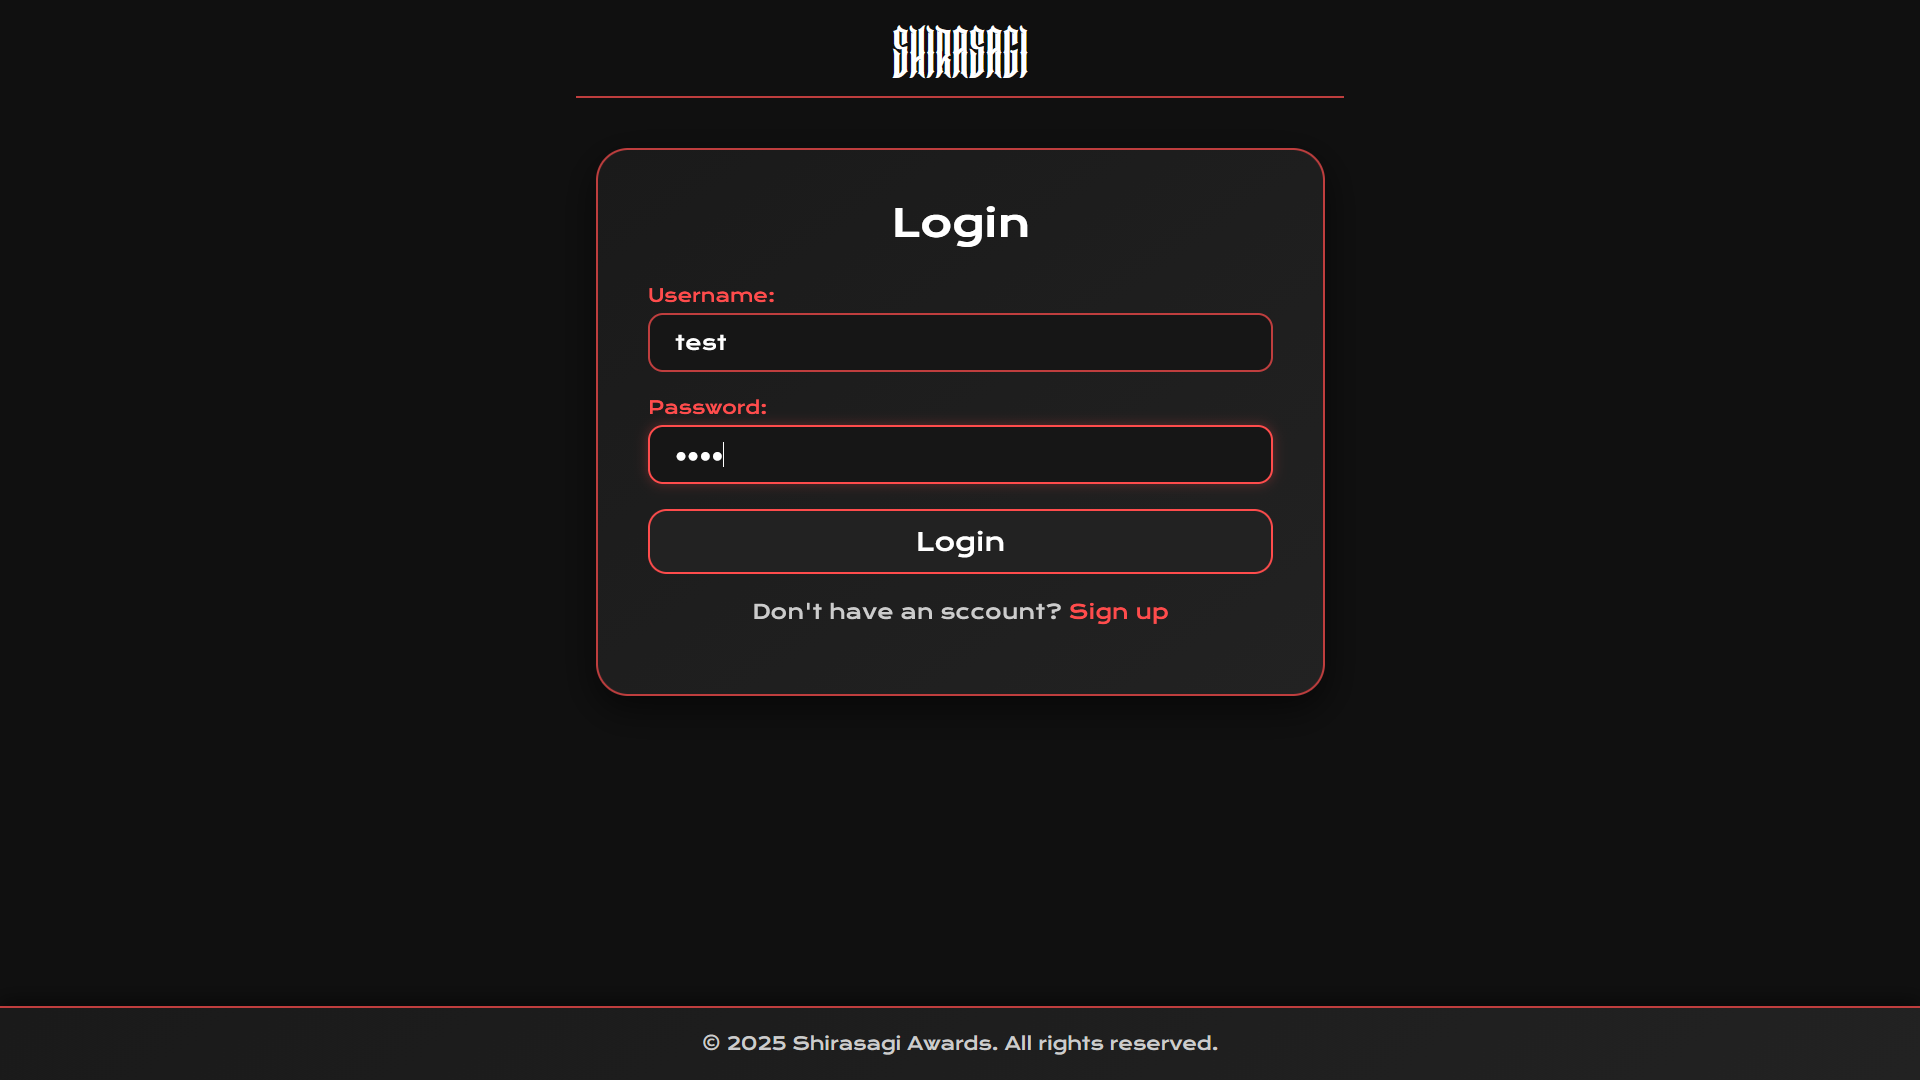 SHIRASAGI
Login
Username:
test
Password:
••••
Login
Don't have an sccount? Sign up
© 2025 Shirasagi Awards. All rights reserved.